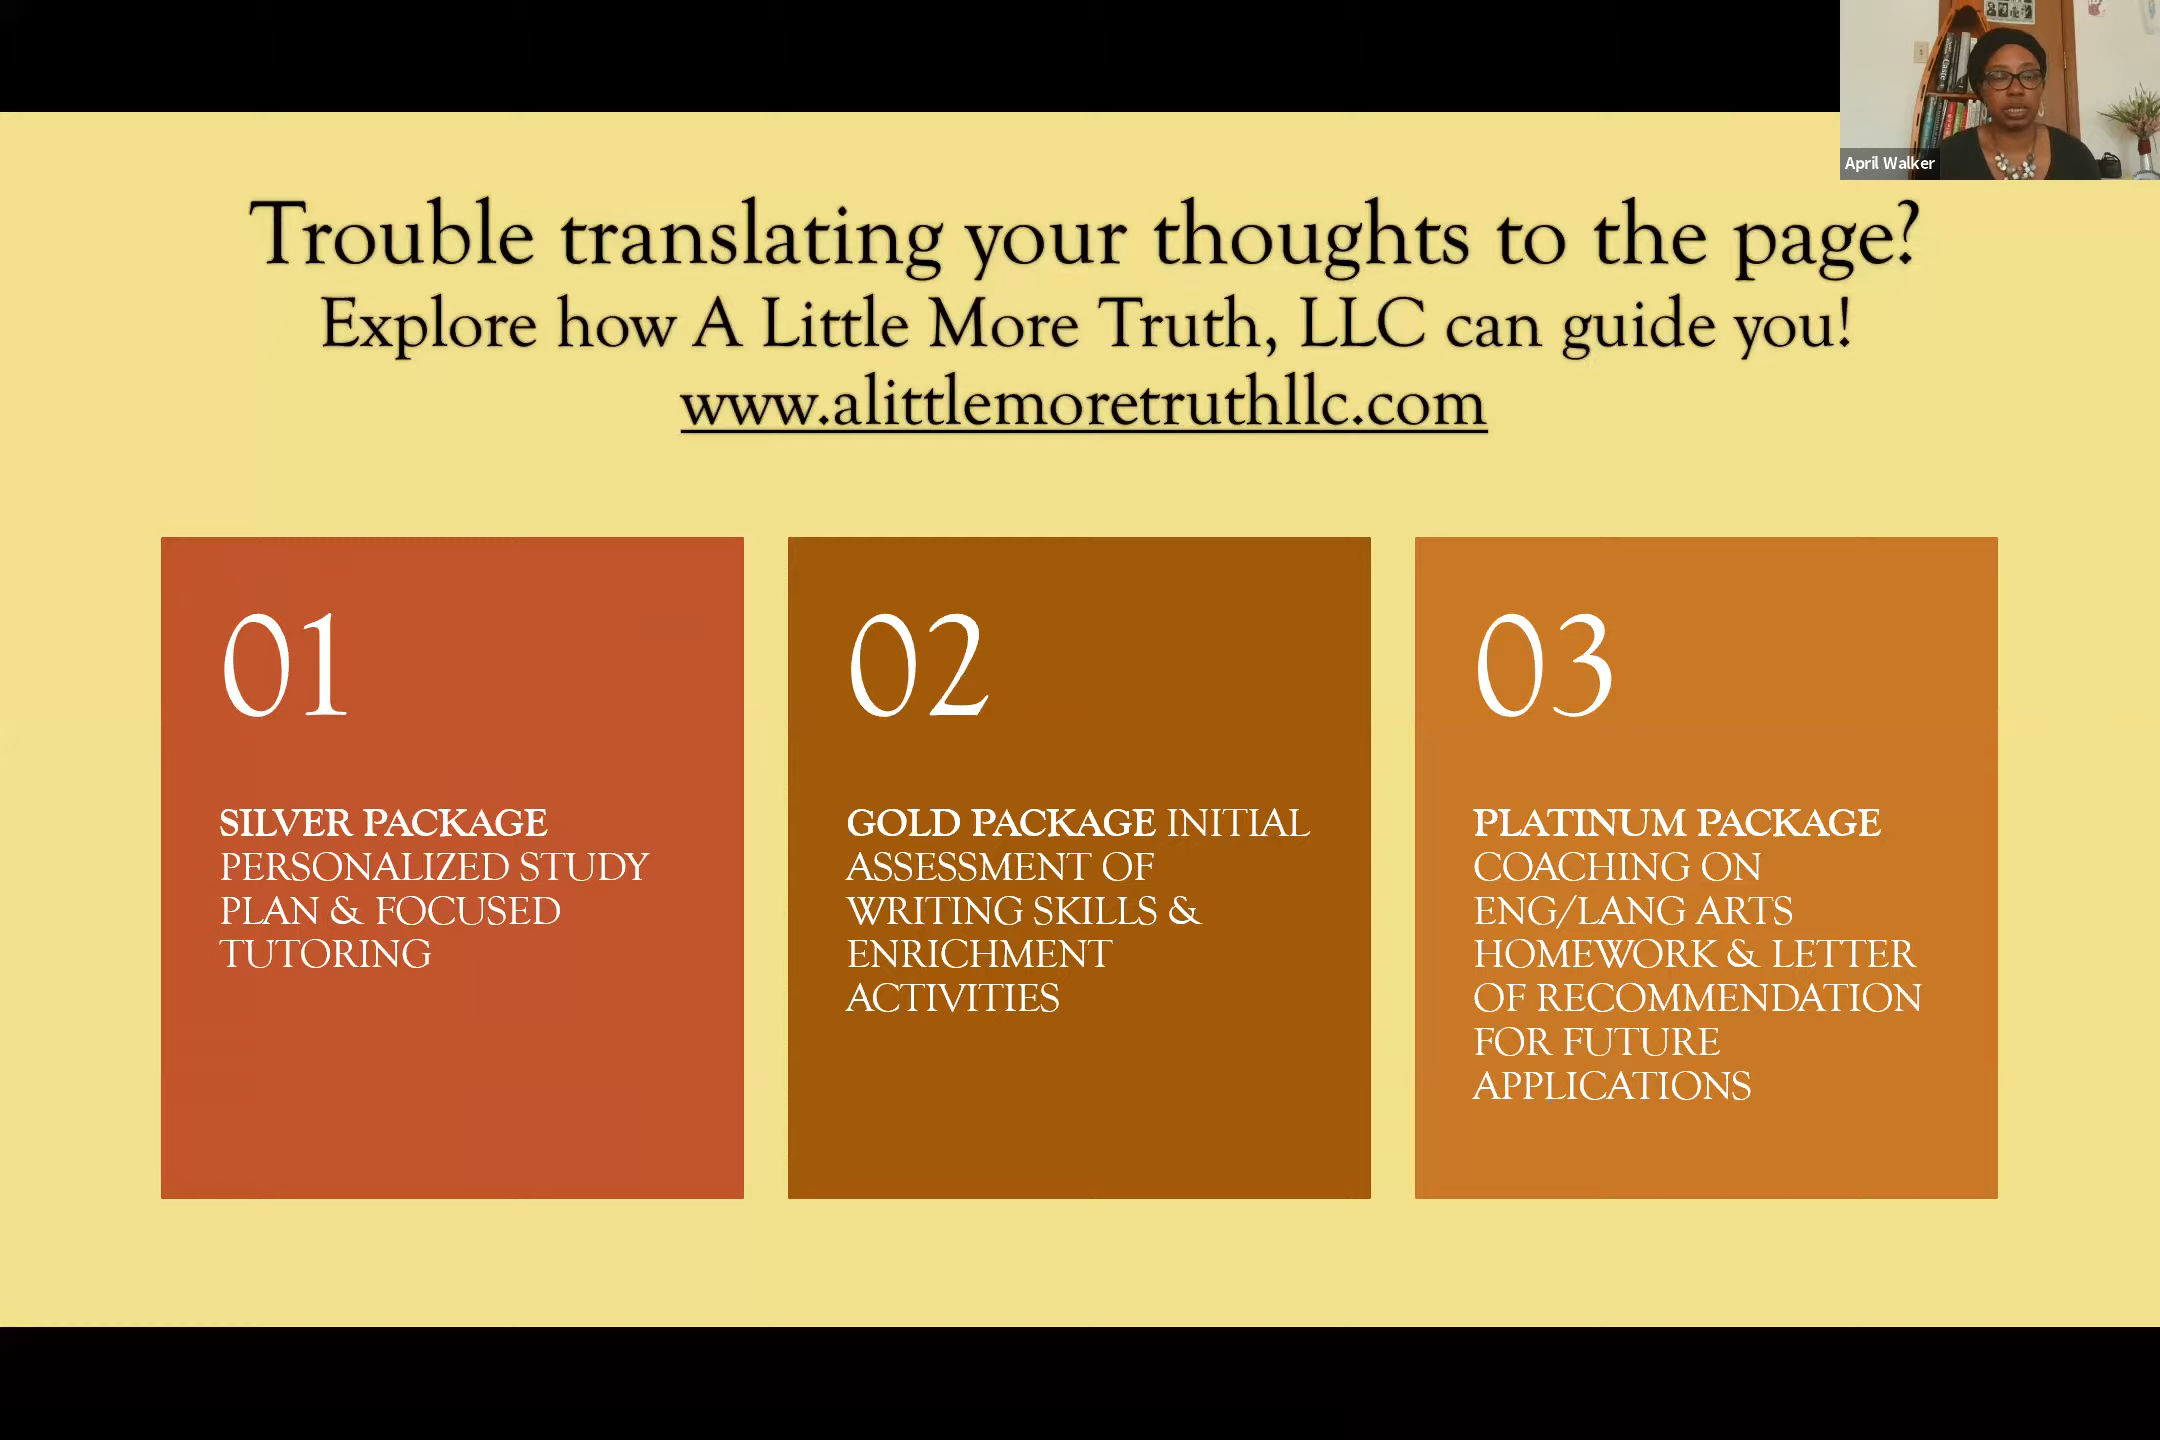 April Walker
Trouble translating your thoughts to the page?
Explore how A Little More Truth, LLC can guide you!
www.alittlemoretruthllc.com
01
SILVER PACKAGE
PERSONALIZED STUDY
PLAN & FOCUSED
TUTORING
02
GOLD PACKAGE INITIAL
ASSESSMENT OF
WRITING SKILLS &
ENRICHMENT
ACTIVITIES
03
PLATINUM PACKAGE
COACHING ON
ENG/LANG ARTS
HOMEWORK & LETTER
OF RECOMMENDATION
FOR FUTURE
APPLICATIONS
Caste